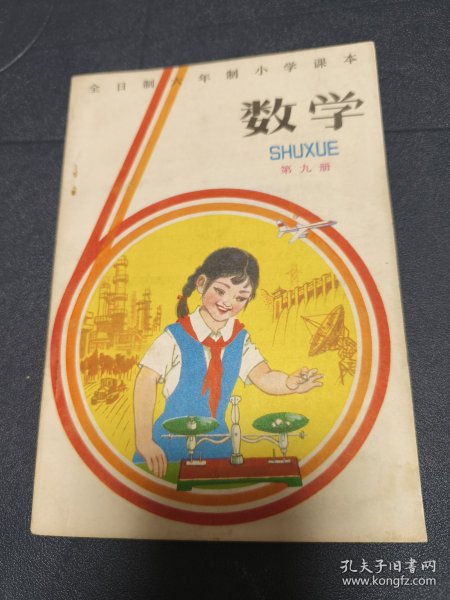 全日制六年制小学课本
数学
SHUXUE
第九册
孔夫子旧书网
www.kongfz.com